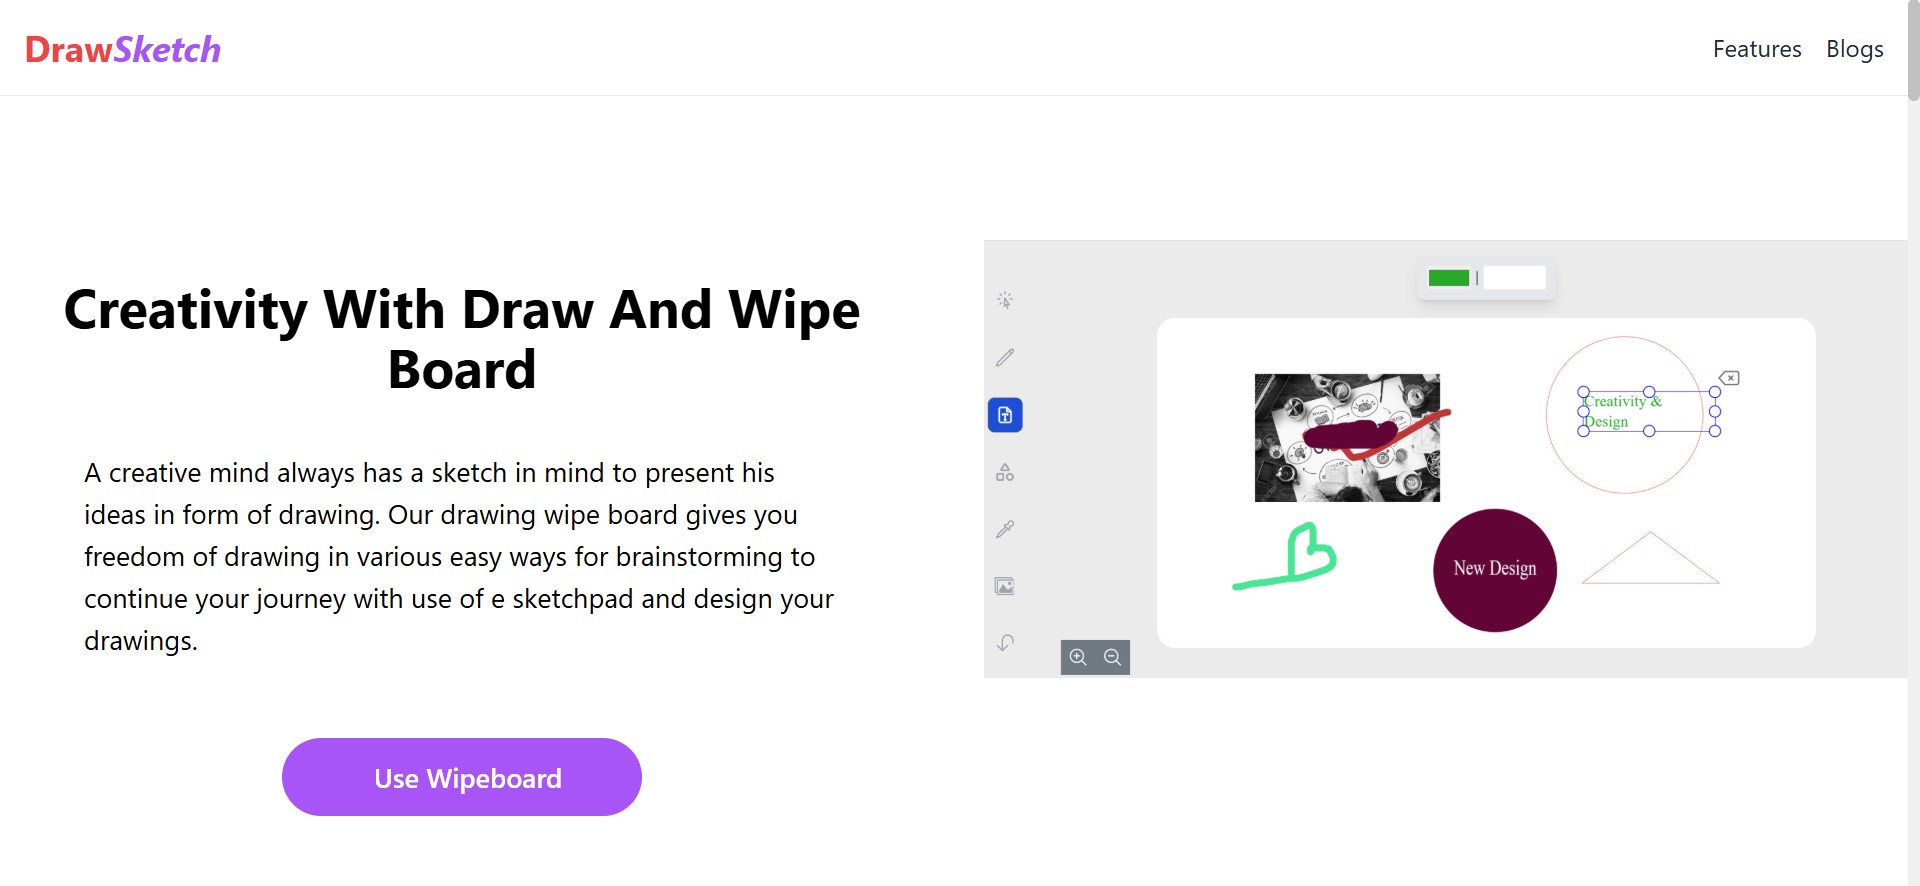 DrawSketch
Features Blogs
Creativity With Draw And Wipe
Board
A creative mind always has a sketch in mind to present his
ideas in form of drawing. Our drawing wipe board gives you
freedom of drawing in various easy ways for brainstorming to
continue your journey with use of e sketchpad and design your
drawings.
Use Wipeboard
Creativity &
Design
New Design